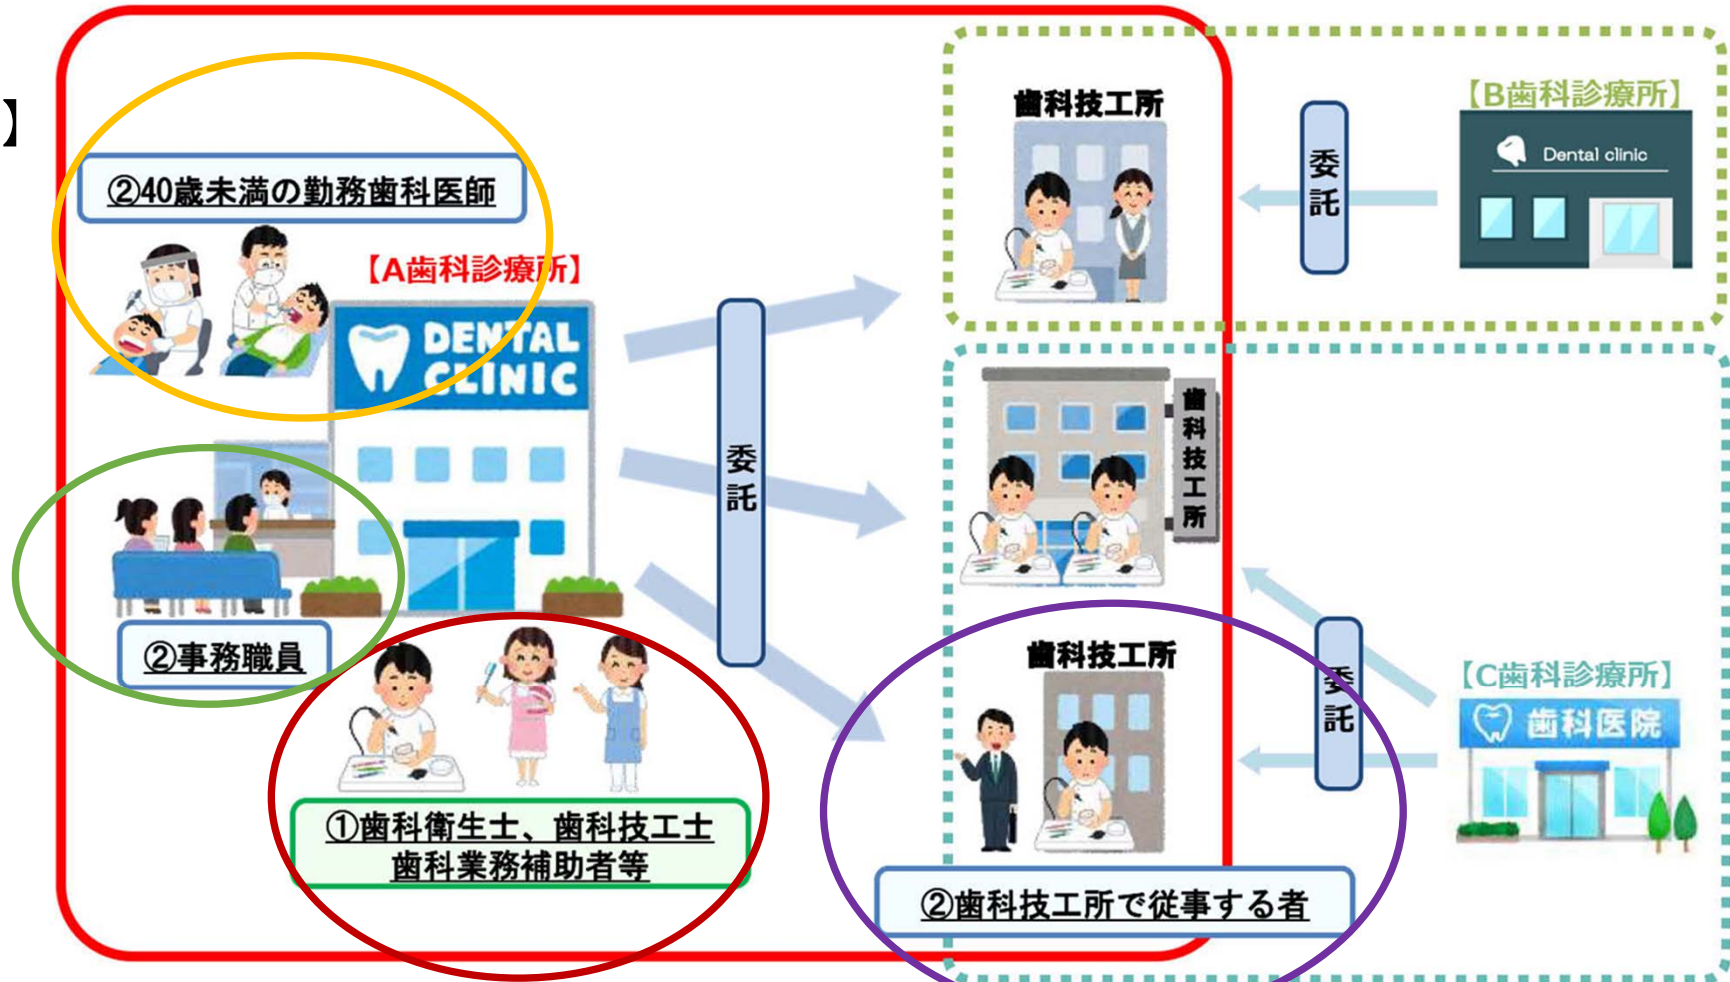 】
②40歳未満の勤務歯科医師
【A歯科診療所】
DENTAL
CLINIC
②事務職員
①歯科衛生士、歯科技工士
歯科業務補助者等
委託
歯科技工所
歯科技工所
歯科技工所
②歯科技工所で従事する者
委託
【B歯科診療所】
Dental clinic
委託
【C歯科診療所】
歯科医院